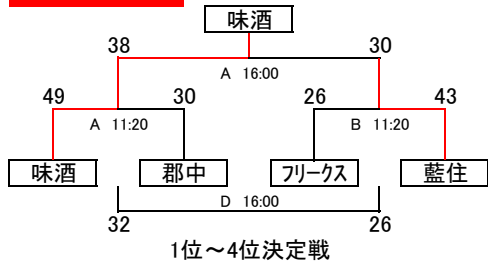 味酒
38 30
A 16:00
49 30 26 43
A 11:20 B 11:20
味酒 郡中 フリークス 藍住
D 16:00
32 26
1位～4位決定戦